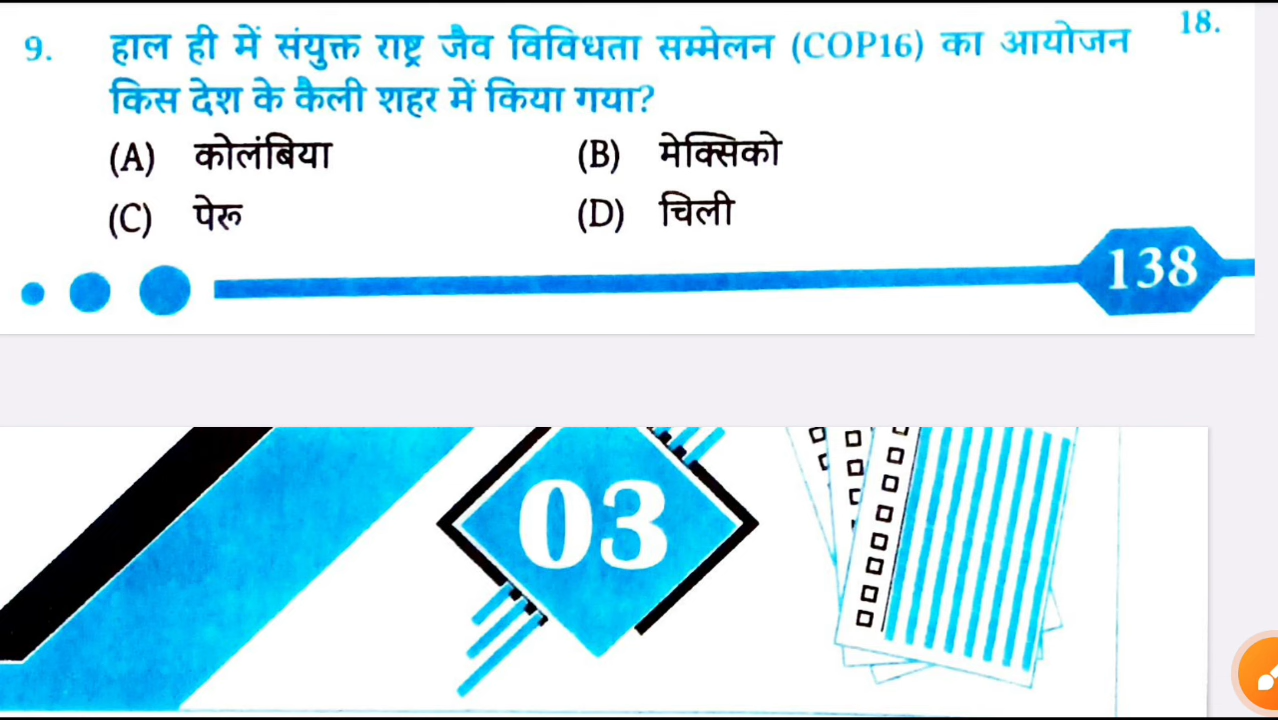 9. हाल ही में संयुक्त राष्ट्र जैव विविधता सम्मेलन (COP16) का आयोजन
किस देश के कैली शहर में किया गया?
(A) कोलंबिया (B) मेक्सिको
(C) पेरू (D) चिली
18.
138
03